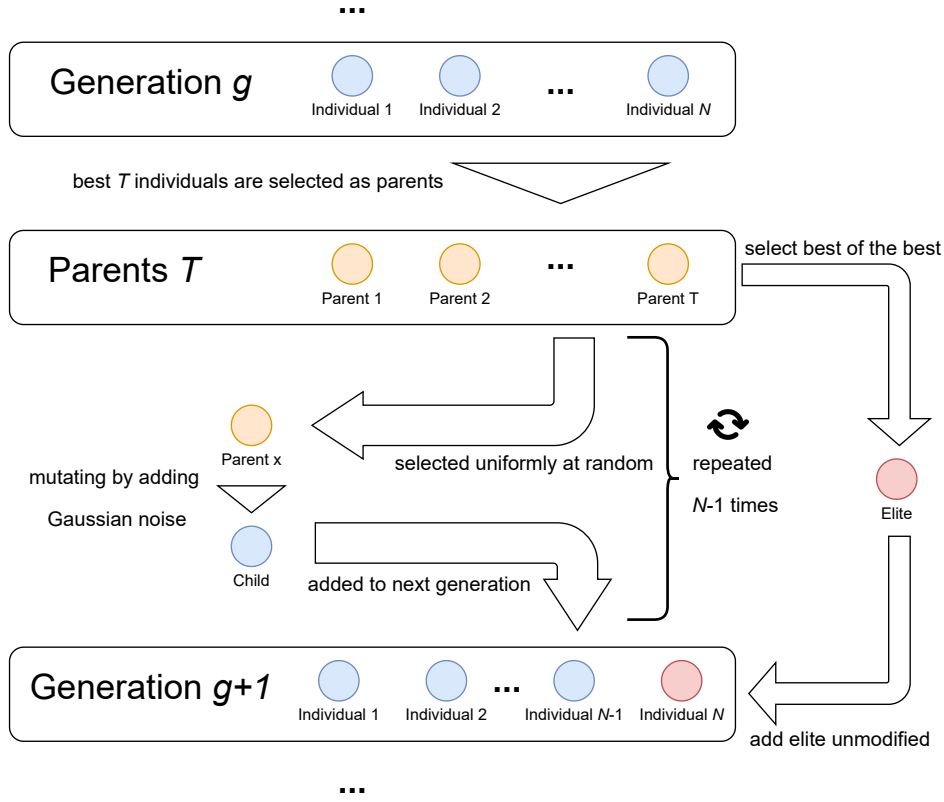 ...
Generation g
...
Individual 1 Individual 2 Individual N
best T individuals are selected as parents
Parents T
...
Parent 1 Parent 2 Parent T
select best of the best
Parent x
selected uniformly at random
mutating by adding
Gaussian noise
repeated
N-1 times
Elite
Child
added to next generation
Generation g+1
...
Individual 1 Individual 2 Individual N-1 Individual N
add elite unmodified
...